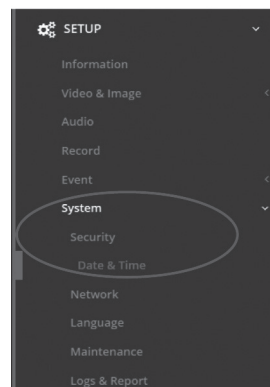 SETUP
Information
Video & Image
Audio
Record
Event
System
Security
Date & Time
Network
Language
Maintenance
Logs & Report